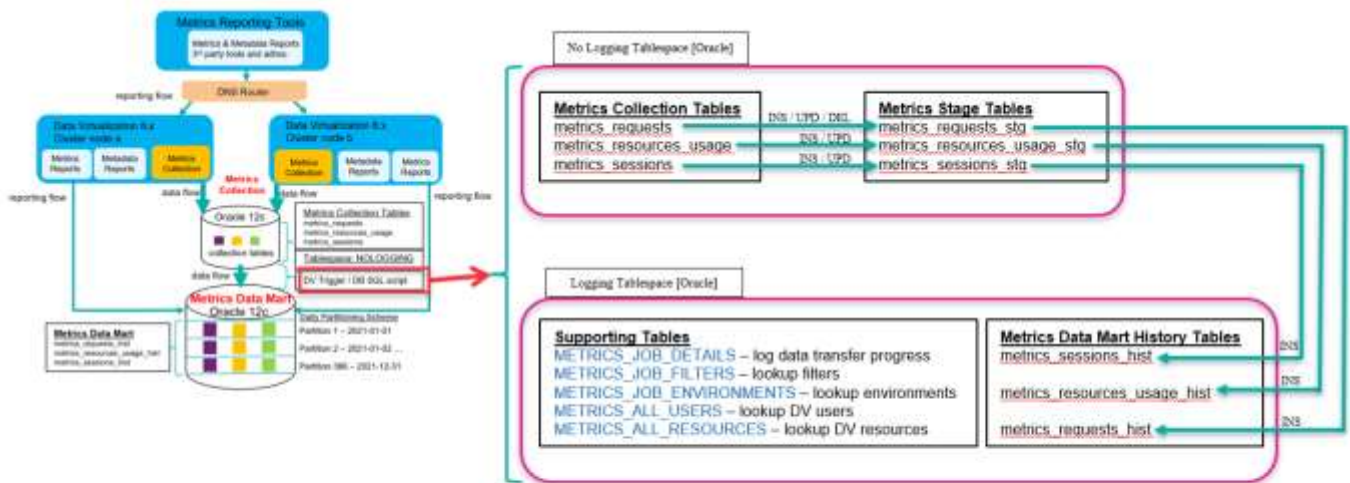 Metrics Reporting Tools
Metrics & Metadata Reports
3rd party tools and adhoc
DNS Router
reporting flow
Data Virtualization 8.x
Cluster node a
Metrics Reports
Metadata Reports
Metrics Collection
Data Virtualization 8.x
Cluster node b
Metrics Collection
Metadata Reports
Metrics Reports
reporting flow
data flow
Metrics Collection
data flow
reporting flow
Oracle 12c
collection tables
Metrics Collection Tables
metrics_requests
metrics_resources_usage
metrics_sessions
Tablespace: NOLOGGING
data flow
DV Trigger / DB SQL script
Metrics Data Mart
Oracle 12c
Daily Partitioning Scheme
Partition 1 – 2021-01-01
Partition 2 – 2021-01-02 ...
Partition 366 – 2021-12-31
Metrics Data Mart
metrics_requests_hist
metrics_resources_usage_hist
metrics_sessions_hist
No Logging Tablespace [Oracle]
Metrics Collection Tables
metrics_requests
metrics_resources_usage
metrics_sessions
INS / UPD / DEL
INS / UPD
INS / UPD
Metrics Stage Tables
metrics_requests_stg
metrics_resources_usage_stg
metrics_sessions_stg
Logging Tablespace [Oracle]
Supporting Tables
METRICS_JOB_DETAILS – log data transfer progress
METRICS_JOB_FILTERS – lookup filters
METRICS_JOB_ENVIRONMENTS – lookup environments
METRICS_ALL_USERS – lookup DV users
METRICS_ALL_RESOURCES – lookup DV resources
Metrics Data Mart History Tables
metrics_sessions_hist
metrics_resources_usage_hist
metrics_requests_hist
INS
INS
INS